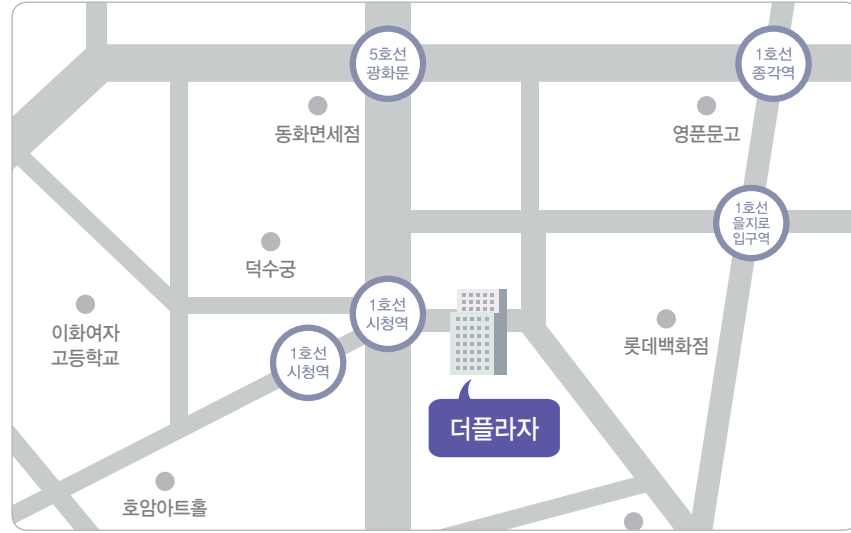 5호선
광화문
1호선
종각역
동화면세점
영푼문고
1호선
을지로
입구역
덕수궁
1호선
시청역
이화여자
고등학교
1호선
시청역
롯데백화점
더플라자
호암아트홀